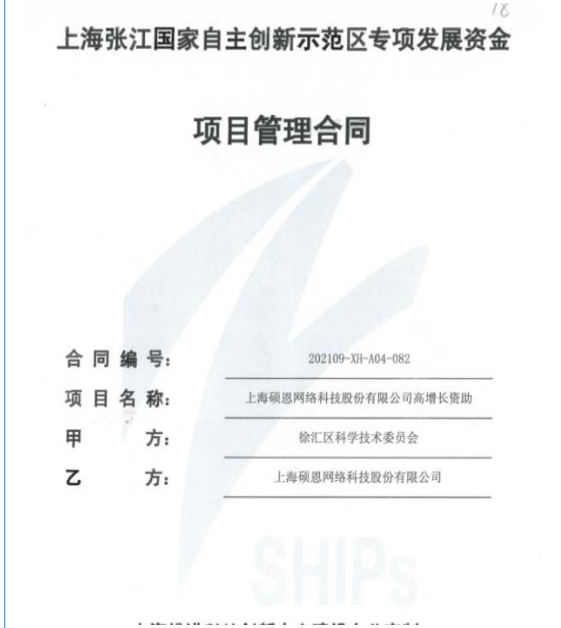 18
上海张江国家自主创新示范区专项发展资金
项目管理合同
合同编号: 202109-XH-A04-082
项目名称: 上海硕恩网络科技股份有限公司高增长资助
甲方: 徐汇区科学技术委员会
乙方: 上海硕恩网络科技股份有限公司
SHIPs